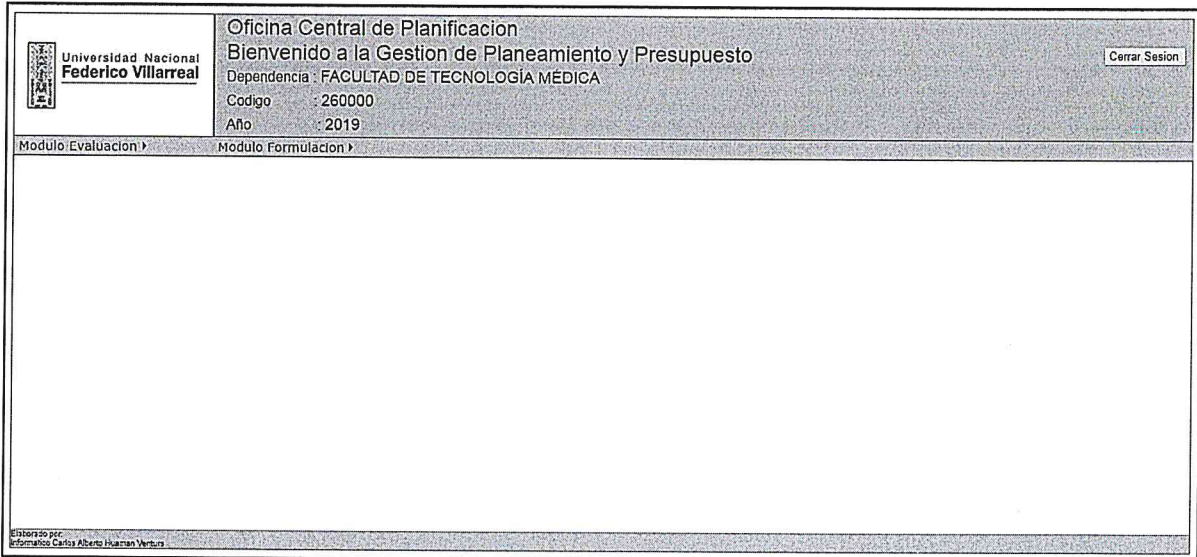 Universidad Nacional
Federico Villarreal
Oficina Central de Planificacion
Bienvenido a la Gestion de Planeamiento y Presupuesto
Dependencia : FACULTAD DE TECNOLOGÍA MÉDICA
Codigo : 260000
Año : 2019
Cerrar Sesion
Modulo Evaluacion
Modulo Formulacion
Elaborado por:
Informatico Carlos Alberto Huaman Ventura